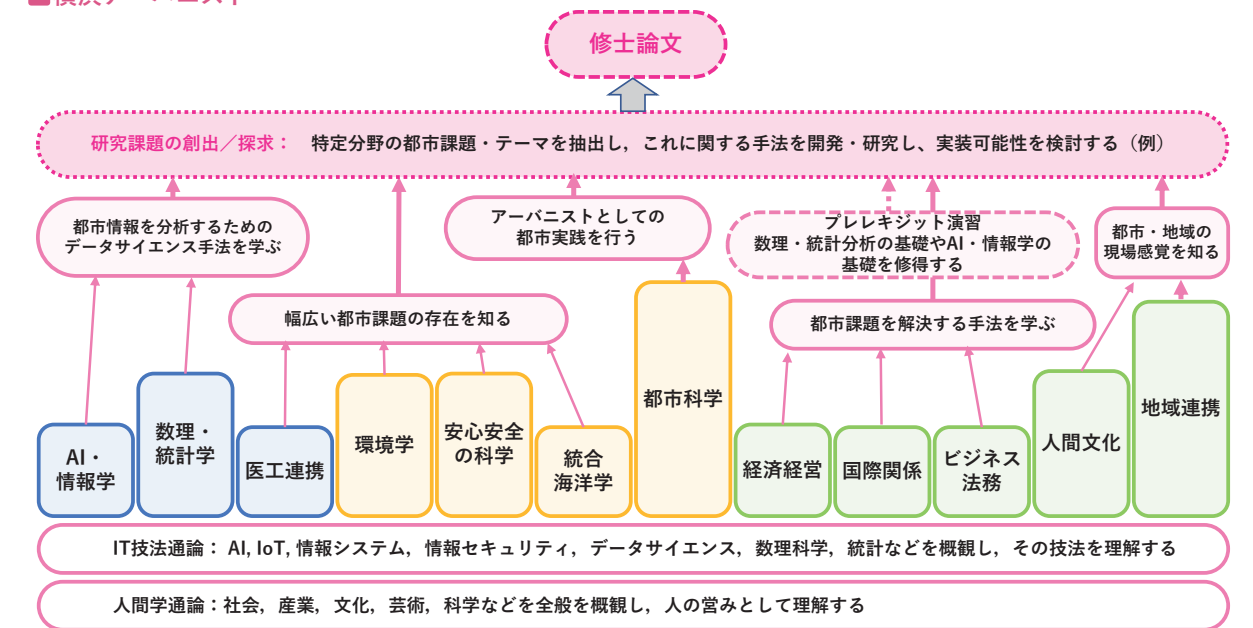 横浜アーバニスト
修士論文
研究課題の創出／探求： 特定分野の都市課題・テーマを抽出し，これに関する手法を開発・研究し、実装可能性を検討する（例）
都市情報を分析するための
データサイエンス手法を学ぶ
アーバニストとしての
都市実践を行う
プレレキジット演習
数理・統計分析の基礎やAI・情報学の
基礎を修得する
都市・地域の
現場感覚を知る
幅広い都市課題の存在を知る
都市課題を解決する手法を学ぶ
AI・
情報学
数理・
統計学
医工連携
環境学
安心安全
の科学
統合
海洋学
都市科学
経済経営
国際関係
ビジネス
法務
人間文化
地域連携
IT技法通論： AI, IoT, 情報システム，情報セキュリティ，データサイエンス，数理科学，統計などを概観し，その技法を理解する
人間学通論：社会，産業，文化，芸術，科学などを全般を概観し，人の営みとして理解する